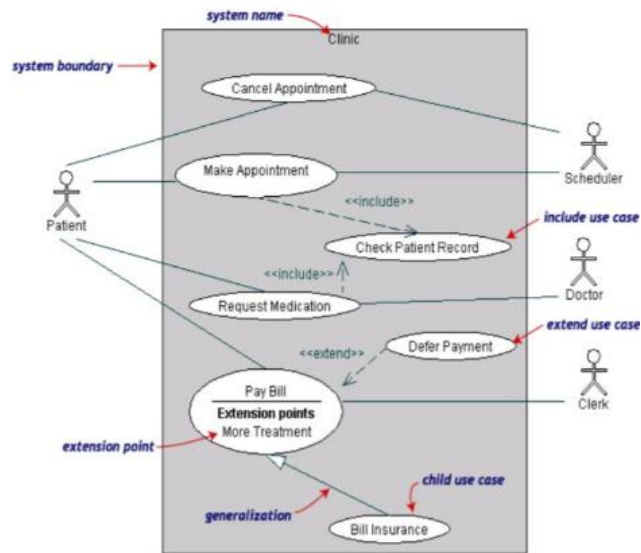 system name
Clinic
system boundary
Cancel Appointment
Make Appointment
Scheduler
<<include>>
Patient
include use case
Check Patient Record
<<include>>
Request Medication
Doctor
extend use case
<<extend>>
Defer Payment
Pay Bill
Extension points
Clerk
More Treatment
extension point
child use case
generalization
Bill Insurance